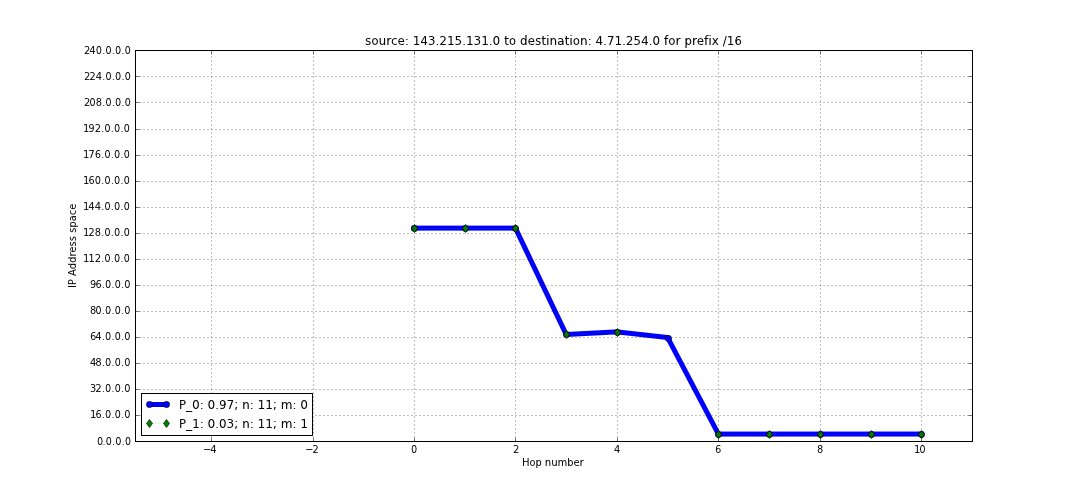 source: 143.215.131.0 to destination: 4.71.254.0 for prefix /16
240.0.0.0
224.0.0.0
208.0.0.0
192.0.0.0
176.0.0.0
160.0.0.0
144.0.0.0
128.0.0.0
112.0.0.0
96.0.0.0
80.0.0.0
64.0.0.0
48.0.0.0
32.0.0.0
16.0.0.0
0.0.0.0
IP Address space
P_0: 0.97; n: 11; m: 0
P_1: 0.03; n: 11; m: 1
−4 −2 0 2 4 6 8 10
Hop number